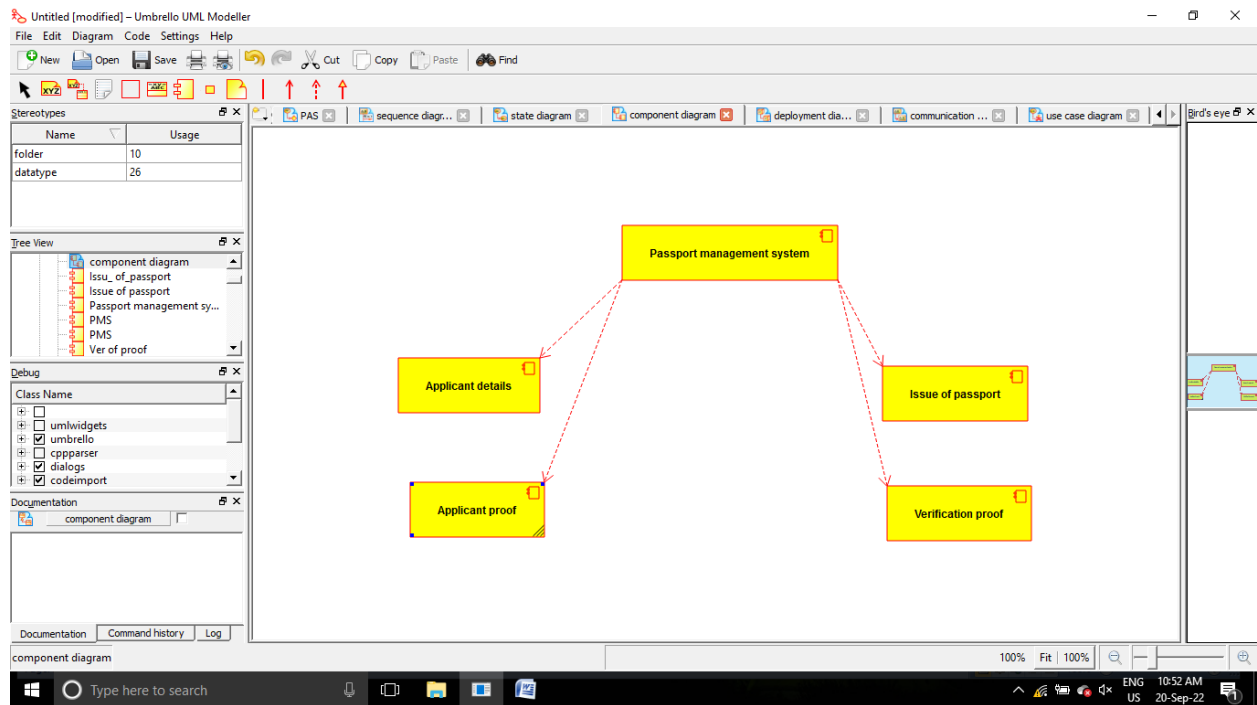 Untitled [modified] – Umbrello UML Modeller
File Edit Diagram Code Settings Help
New Open Save Cut Copy Paste Find
Stereotypes
Name Usage
folder 10
datatype 26
Tree View
component diagram
Issu_ of_passport
Issue of passport
Passport management sy...
PMS
PMS
Ver of proof
Debug
Class Name
umlwidgets
umbrello
cppparser
dialogs
codeimport
Documentation
component diagram
Documentation Command history Log
PAS sequence diagr... state diagram component diagram deployment dia... communication ... use case diagram
Passport management system
Applicant details
Issue of passport
Applicant proof
Verification proof
Bird's eye
component diagram
100% Fit 100%
Type here to search
ENG
US
10:52 AM
20-Sep-22